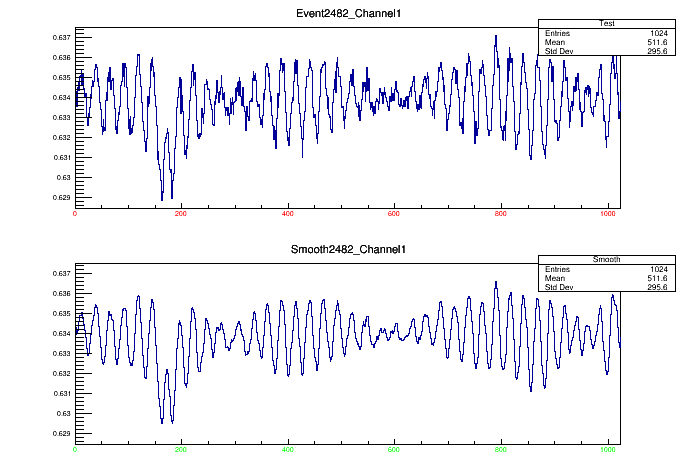 Event2482_Channel1
Test
Entries 1024
Mean 511.6
Std Dev 295.6
0.637
0.636
0.635
0.634
0.633
0.632
0.631
0.63
0.629
0 200 400 600 800 1000
Smooth2482_Channel1
Smooth
Entries 1024
Mean 511.6
Std Dev 295.6
0.637
0.636
0.635
0.634
0.633
0.632
0.631
0.63
0.629
0 200 400 600 800 1000